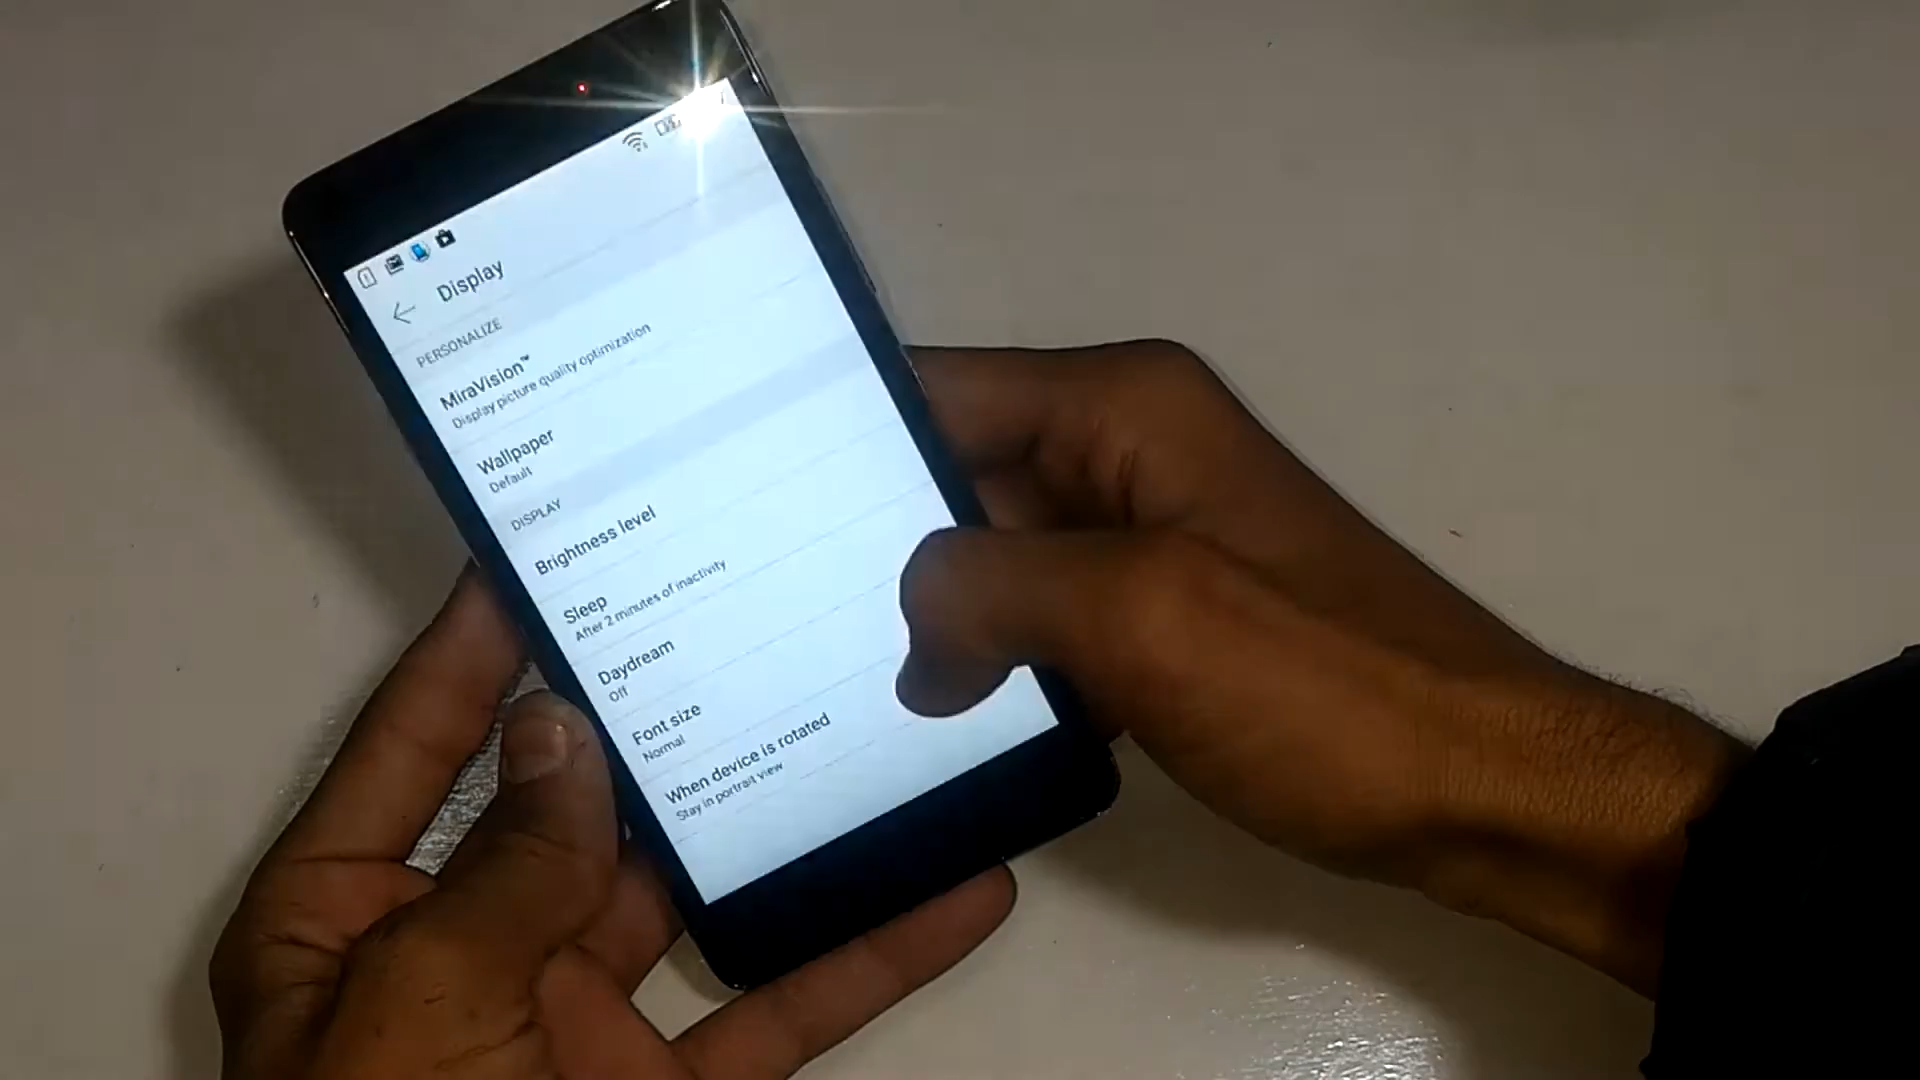 Display
PERSONALIZE
MiraVision™
Display picture quality optimization
Wallpaper
Default
DISPLAY
Brightness level
Sleep
After 2 minutes of inactivity
Daydream
Off
Font size
Normal
When device is rotated
Stay in portrait view